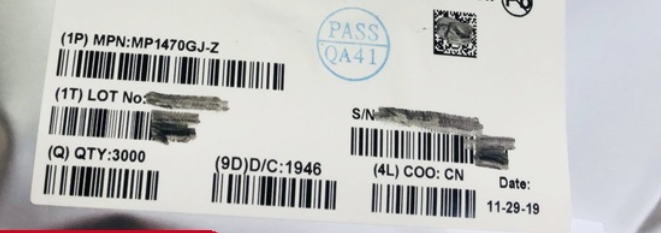 PASS
QA41
(1P) MPN:MP1470GJ-Z
(1T) LOT No:
S/N
(Q) QTY:3000
(9D)D/C:1946
(4L) COO: CN
Date:
11-29-19